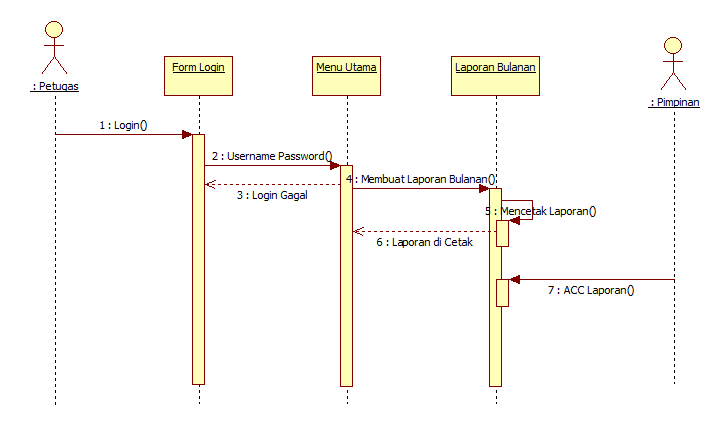 Form Login
Menu Utama
Laporan Bulanan
: Petugas
: Pimpinan
1 : Login()
2 : Username Password()
4 : Membuat Laporan Bulanan()
3 : Login Gagal
5 : Mencetak Laporan()
6 : Laporan di Cetak
7 : ACC Laporan()